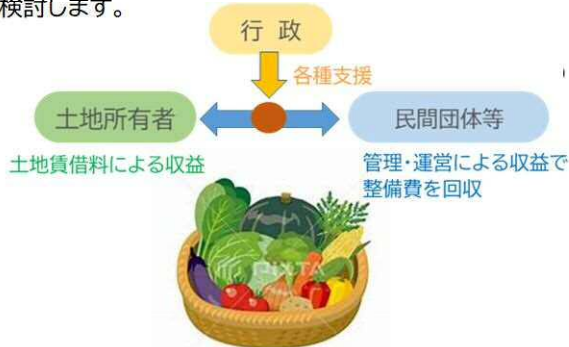 検討します。
行 政
各種支援
土地所有者
民間団体等
土地賃借料による収益
管理・運営による収益で
整備費を回収
PIXTA